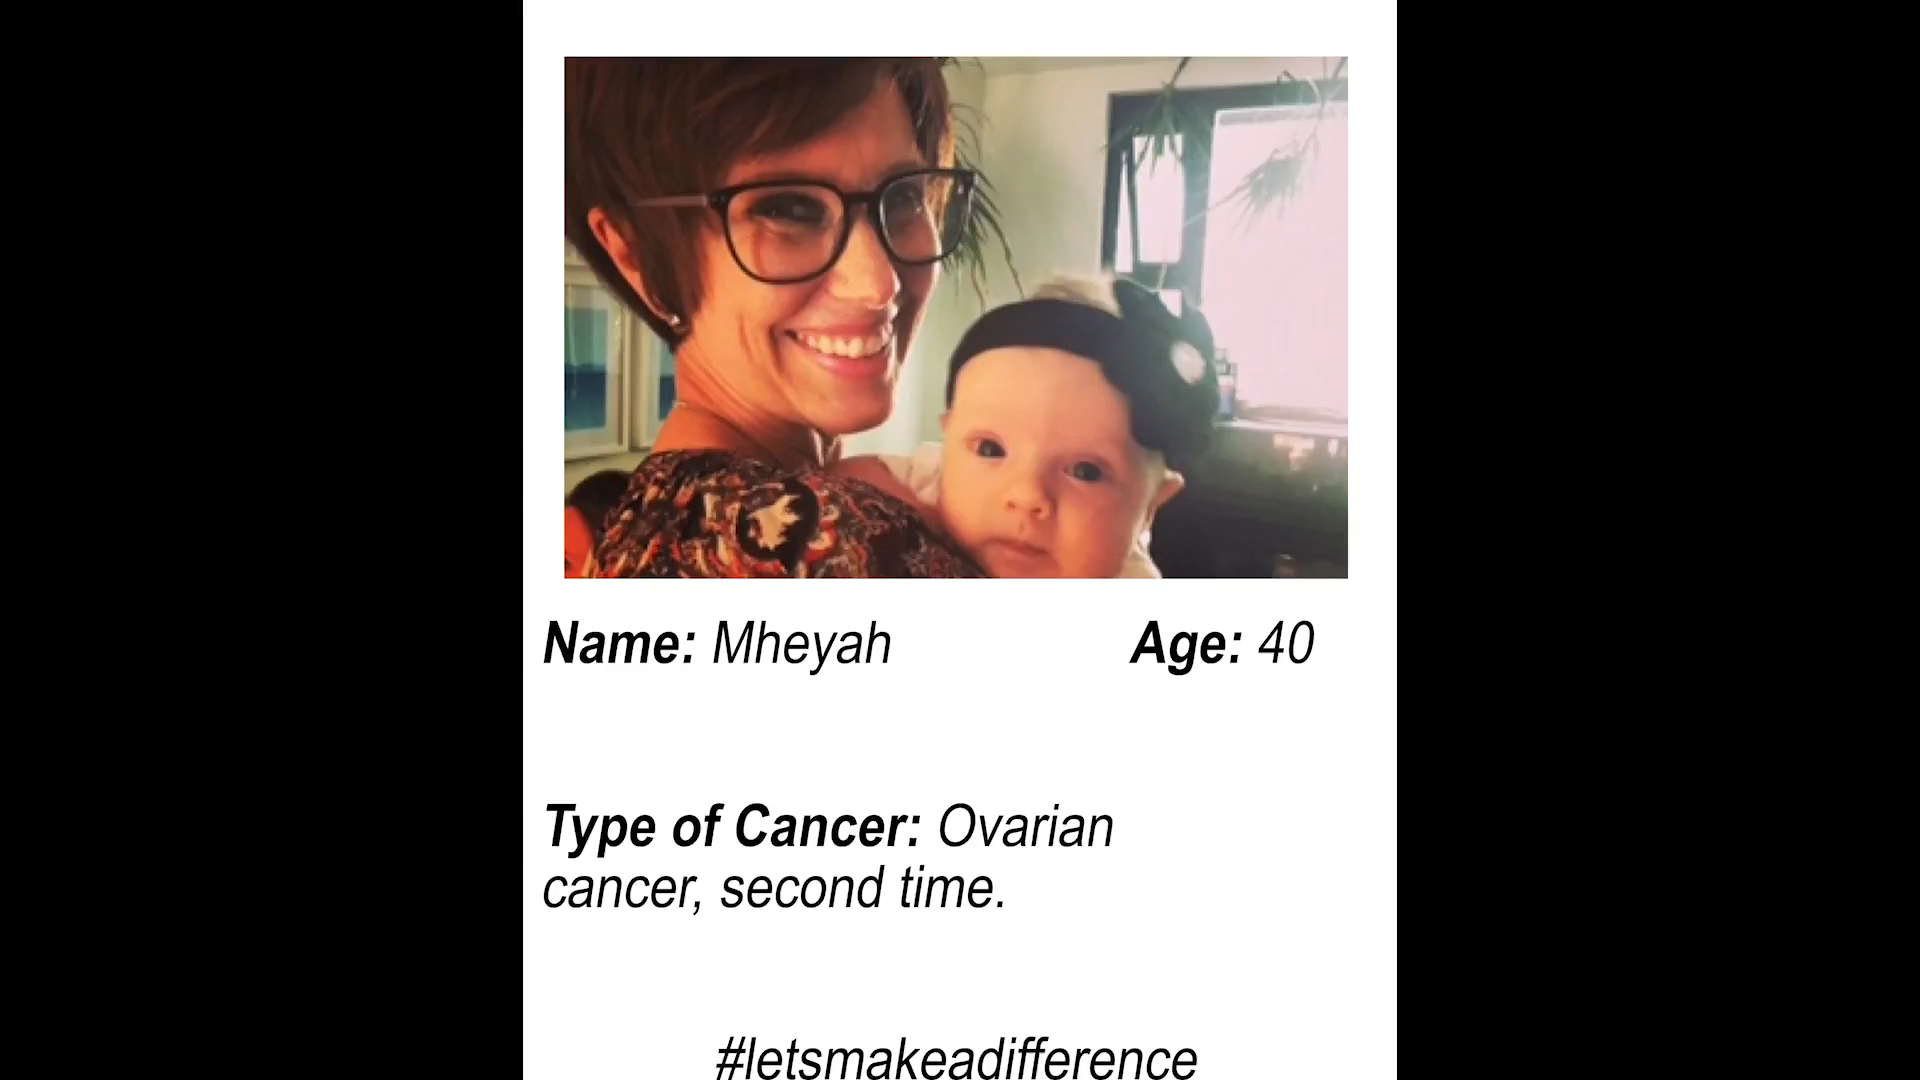 Name: Mheyah Age: 40
Type of Cancer: Ovarian
cancer, second time.
#letsmakeadifference